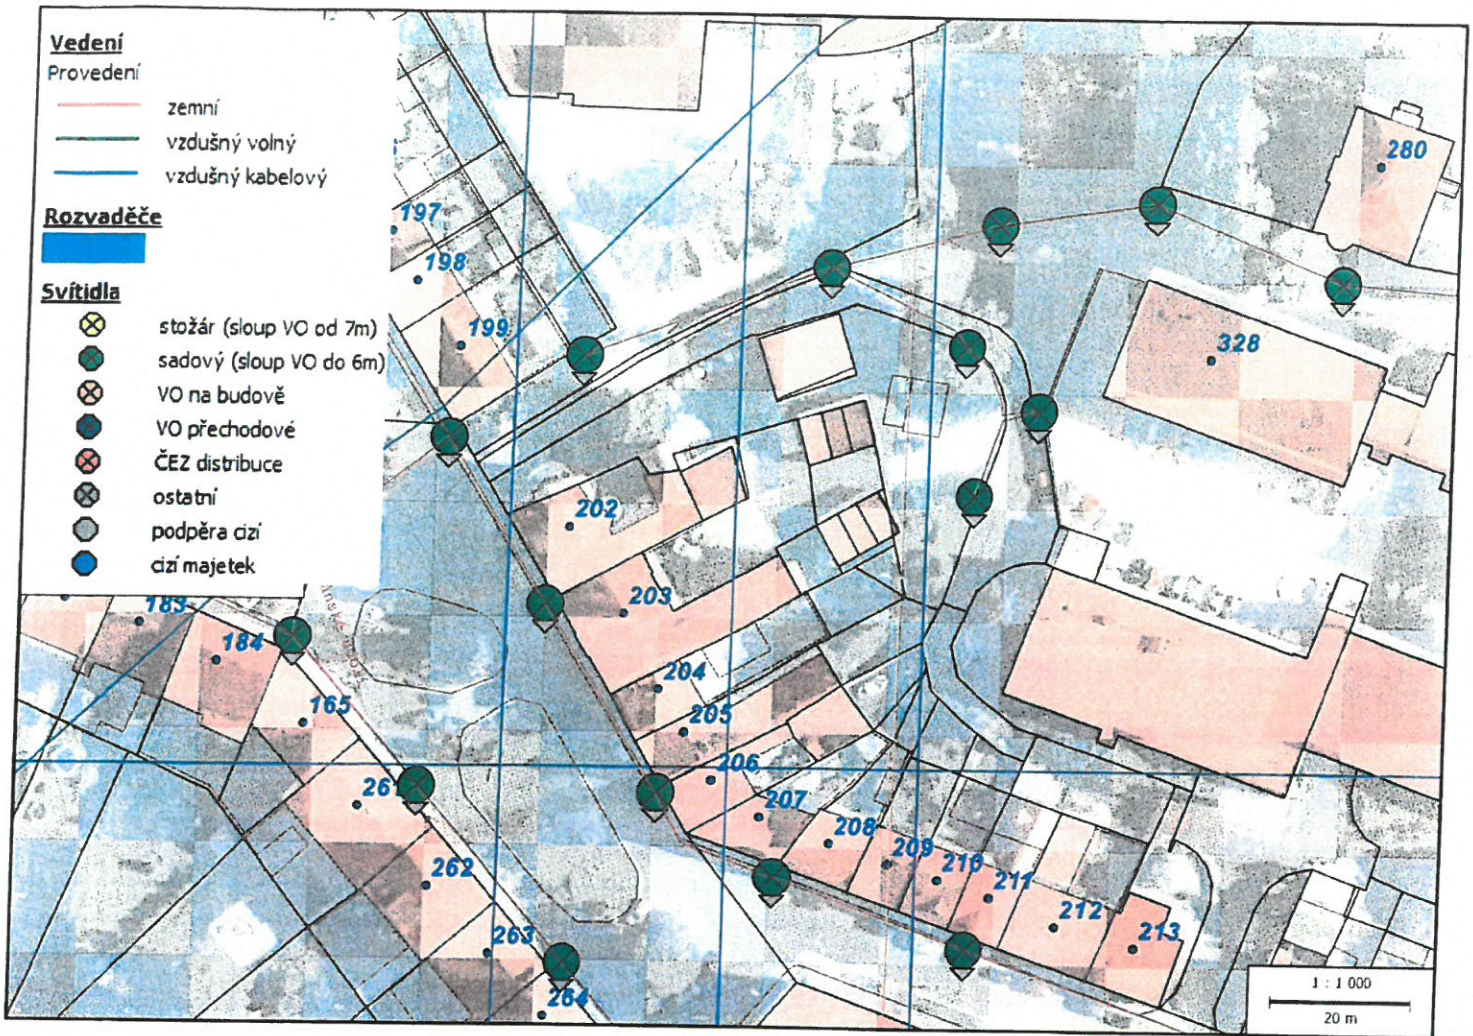 Vedení
Provedení
zemní
vzdušný volný
vzdušný kabelový
Rozvaděče
Svítidla
stožár (sloup VO od 7m)
sadový (sloup VO do 6m)
VO na budově
VO přechodové
ČEZ distribuce
ostatní
podpěra cizí
cizí majetek
280
197
198
199
328
202
203
183
184
204
165
205
206
207
208
209
210
211
262
212
213
263
264
1 : 1 000
20 m